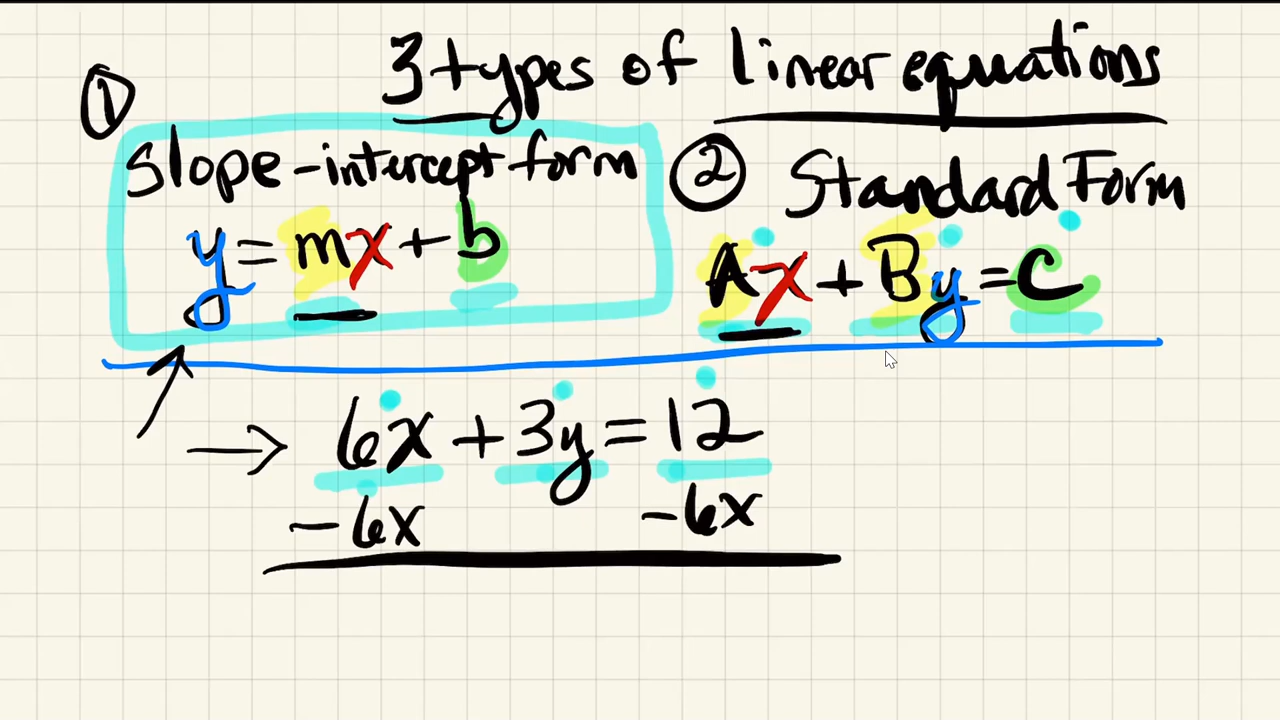 3 types of linear equations
①
Slope-intercept form
y = mx + b
② Standard Form
Ax + By = C
→ 6x + 3y = 12
-6x -6x